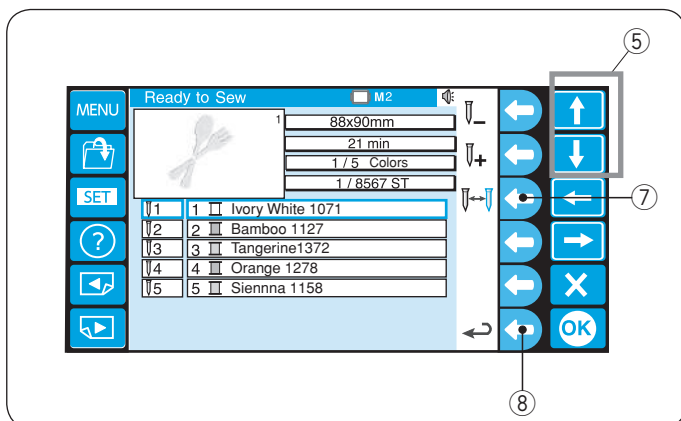 ⑤
MENU
Ready to Sew M2
1
88x90mm
21 min
1 / 5 Colors
1 / 8567 ST
SET
⑦
1 1 Ivory White 1071
2 2 Bamboo 1127
3 3 Tangerine1372
4 4 Orange 1278
5 5 Siennna 1158
?
OK
⑧